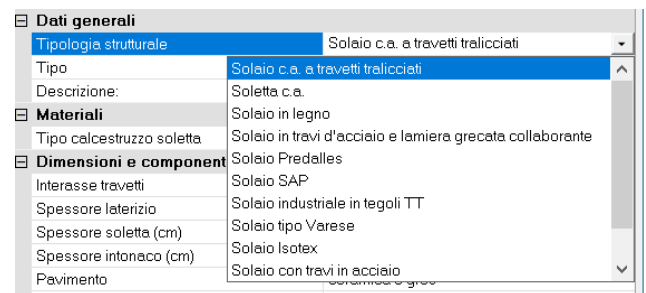 Dati generali
Tipologia strutturale Solaio c.a. a travetti tralicciati
Tipo Solaio c.a. a travetti tralicciati
Descrizione: Soletta c.a.
Materiali Solaio in legno
Tipo calcestruzzo soletta Solaio in travi d'acciaio e lamiera grecata collaborante
Dimensioni e component Solaio Predalles
Interasse travetti Solaio SAP
Spessore laterizio Solaio industriale in tegoli TT
Spessore soletta (cm) Solaio tipo Varese
Spessore intonaco (cm) Solaio Isotex
Pavimento Solaio con travi in acciaio